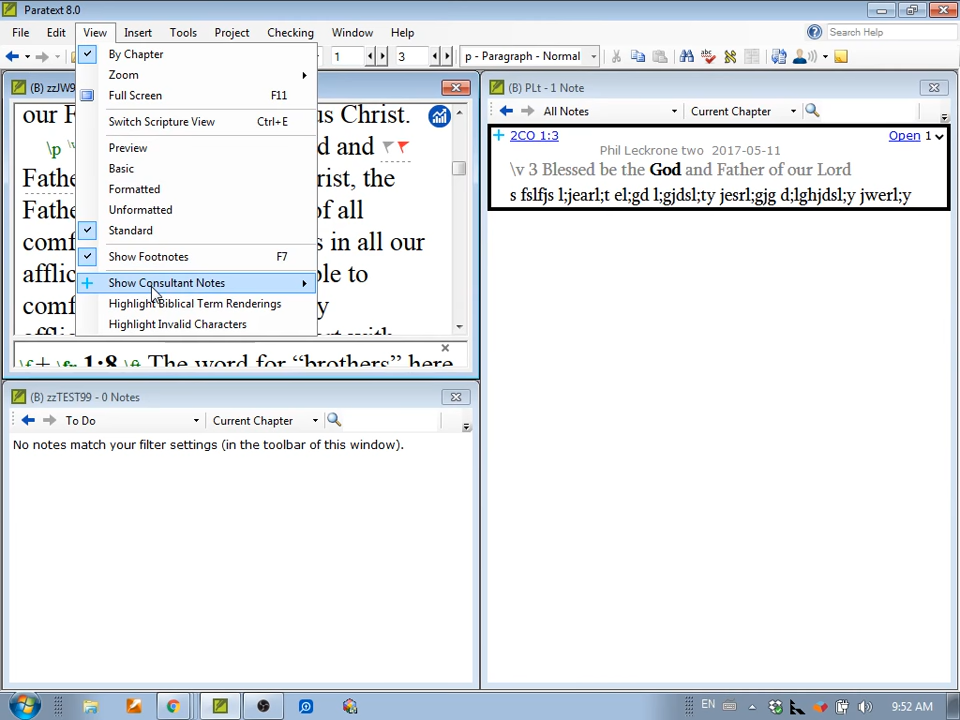 Paratext 8.0
File Edit View Insert Tools Project Checking Window Help
Search Help
1 3 p - Paragraph - Normal
By Chapter
Zoom
Full Screen F11
Switch Scripture View Ctrl+E
Preview
Basic
Formatted
Unformatted
Standard
Show Footnotes F7
Show Consultant Notes
Highlight Biblical Term Renderings
Highlight Invalid Characters
(B) zzJW9
our F us Christ.
\p \v d and
Fathe rist, the
Fathe of all
comf s in all our
afflic ble to
comf y
\f + \fr 1:8 \ft The word for “brothers” here
(B) PLt - 1 Note
All Notes Current Chapter
2CO 1:3 Open 1
Phil Leckrone two 2017-05-11
\v 3 Blessed be the God and Father of our Lord
s fslfjs l;jearl;t el;gd l;gjdsl;ty jesrl;gjg d;lghjdsl;y jwerl;y
(B) zzTEST99 - 0 Notes
To Do Current Chapter
No notes match your filter settings (in the toolbar of this window).
EN 9:52 AM